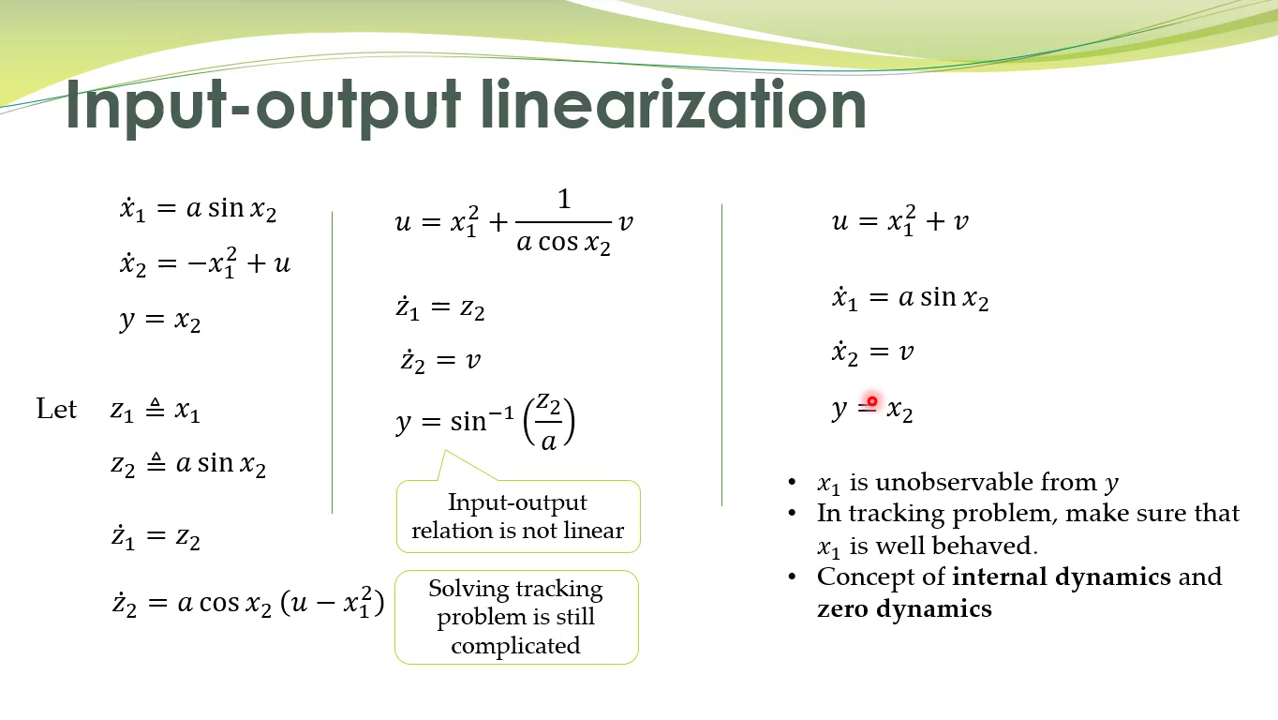 Input-output linearization
ẋ₁ = a sin x₂
ẋ₂ = −x₁² + u
y = x₂
Let z₁ ≜ x₁
z₂ ≜ a sin x₂
ż₁ = z₂
ż₂ = a cos x₂ (u − x₁²)
u = x₁² + 1/(a cos x₂) v
ż₁ = z₂
ż₂ = v
y = sin⁻¹(z₂/a)
Input-output
relation is not linear
Solving tracking
problem is still
complicated
u = x₁² + v
ẋ₁ = a sin x₂
ẋ₂ = v
y = x₂
• x₁ is unobservable from y
• In tracking problem, make sure that
x₁ is well behaved.
• Concept of internal dynamics and
zero dynamics